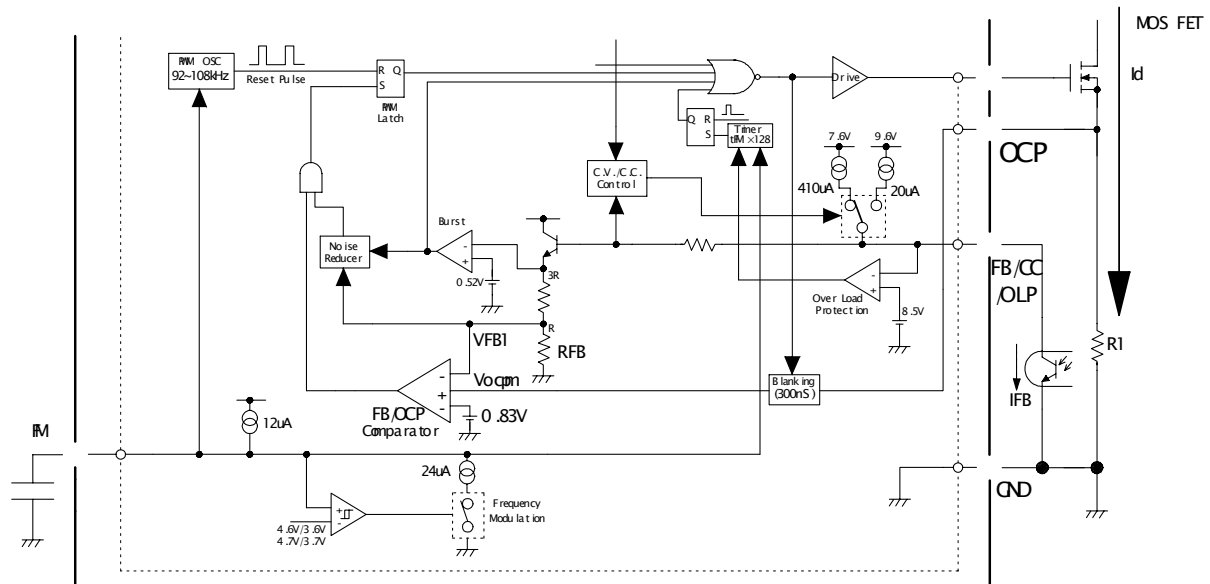 MOS FET
PWM OSC
92~108kHz
Reset Pulse
R Q
S
PWM
Latch
Drive
Id
Q R
S
Timer
tFM×128
7.6V
9.6V
OCP
C.V./C.C.
Control
410uA
20uA
Burst
-
+
0.52V
Noise
Reducer
3R
R
VFB1
RFB
-
+
Over Load
Protection
8.5V
FB/CC
/OLP
R1
IFB
Vocpm
-
+
-
FB/OCP
Comparator
0.83V
Blanking
(300nS)
FM
12uA
24uA
GND
+
-
4.6V/3.6V
4.7V/3.7V
Frequency
Modulation